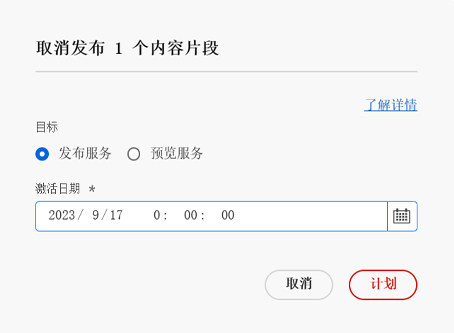 取消发布 1 个内容片段
了解详情
目标
发布服务 预览服务
激活日期 *
2023/ 9/17 0: 00: 00
取消 计划